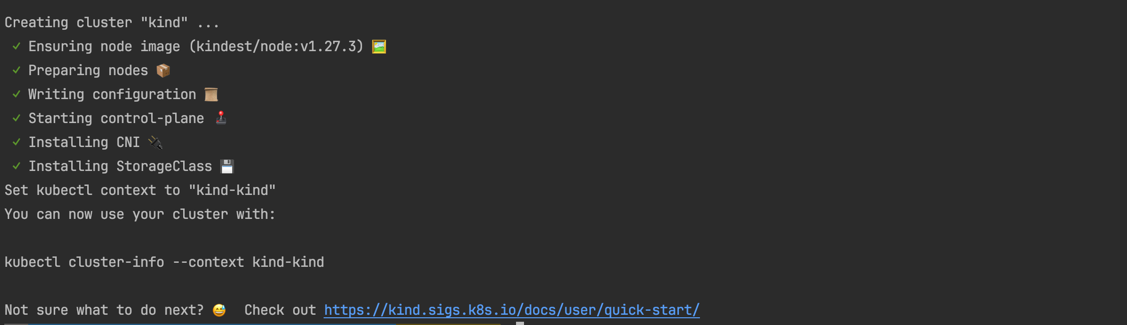 Creating cluster "kind" ...
✓ Ensuring node image (kindest/node:v1.27.3) 🖼
✓ Preparing nodes 📦
✓ Writing configuration 📜
✓ Starting control-plane 🕹️
✓ Installing CNI 🔌
✓ Installing StorageClass 💾
Set kubectl context to "kind-kind"
You can now use your cluster with:
kubectl cluster-info --context kind-kind
Not sure what to do next? 😅  Check out https://kind.sigs.k8s.io/docs/user/quick-start/